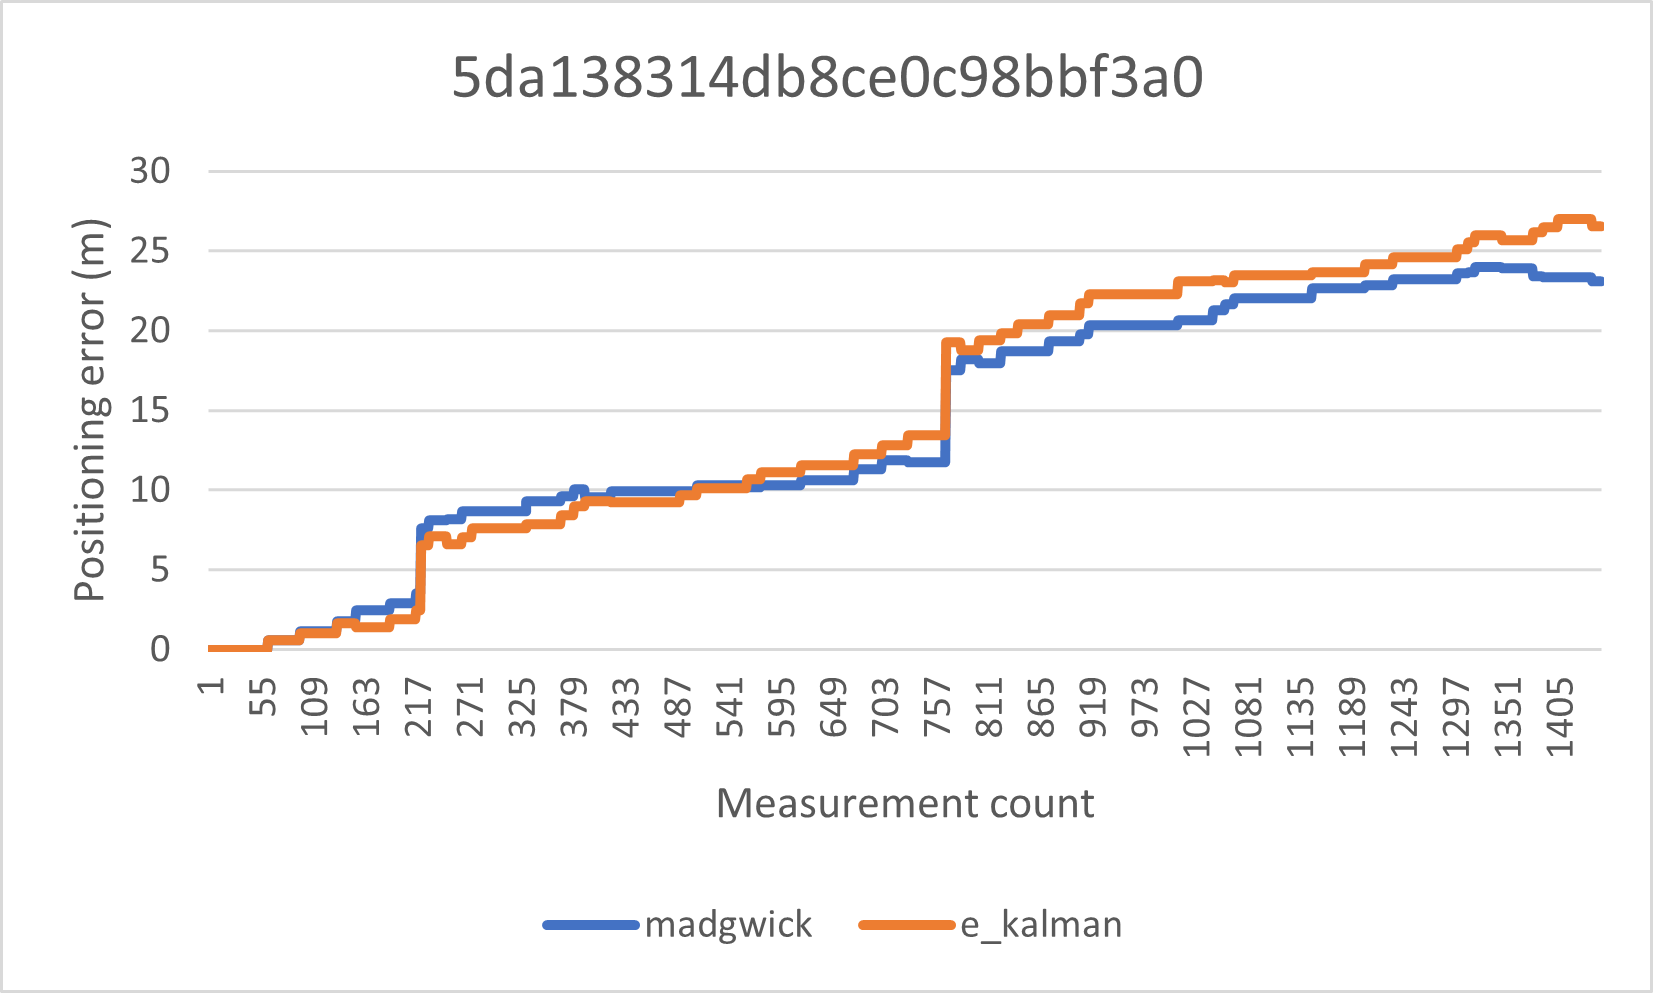 5da138314db8ce0c98bbf3a0
30
25
20
15
10
5
0
Positioning error (m)
1 55 109 163 217 271 325 379 433 487 541 595 649 703 757 811 865 919 973 1027 1081 1135 1189 1243 1297 1351 1405
Measurement count
madgwick e_kalman